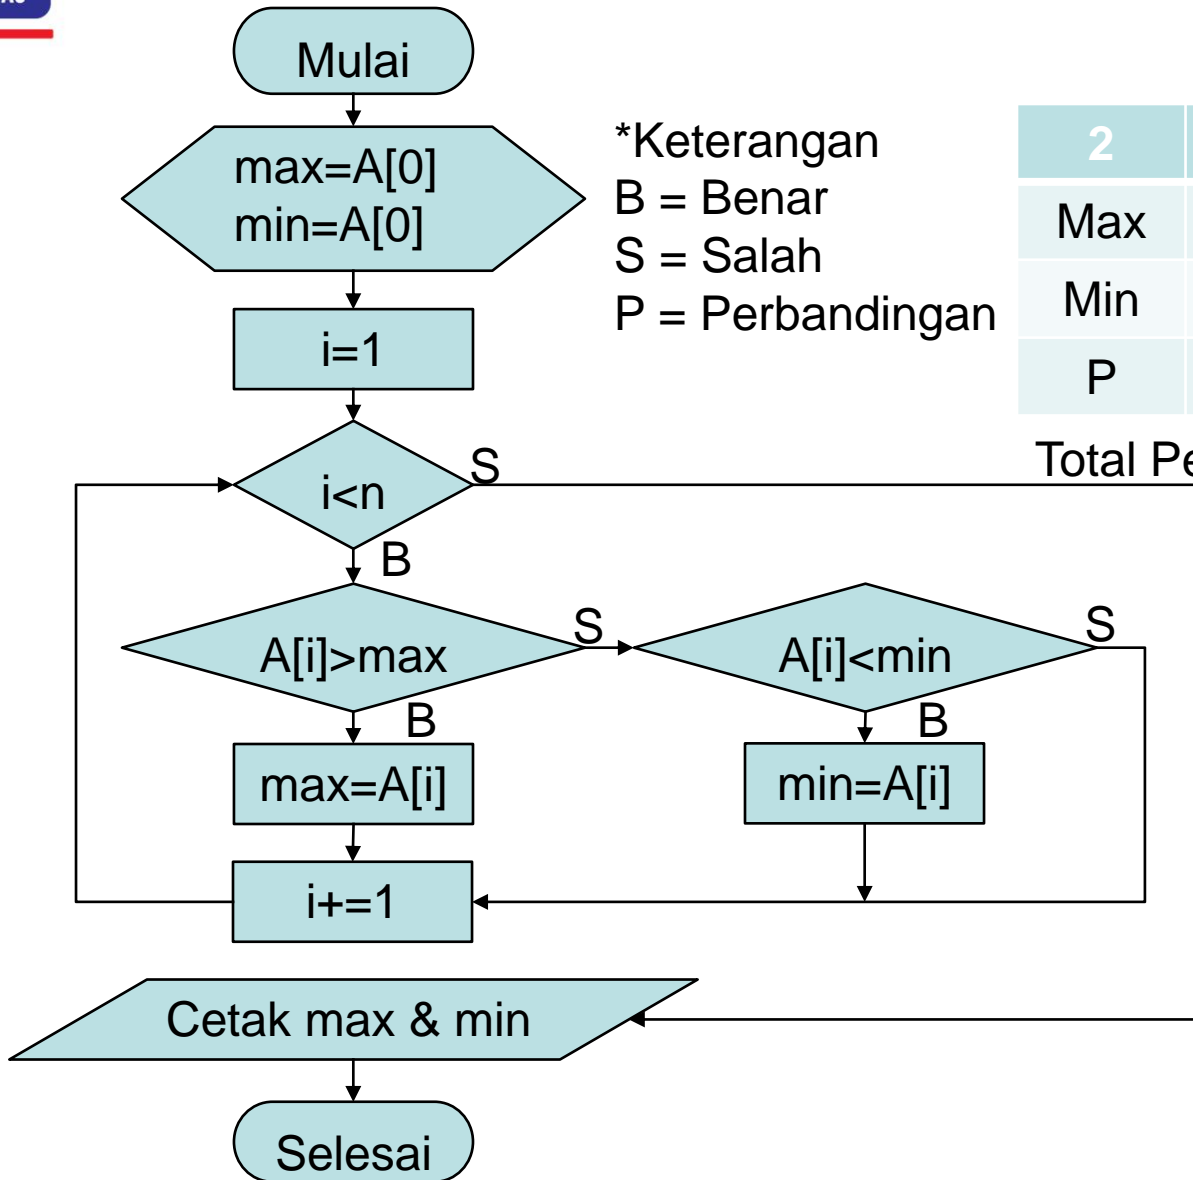 Mulai
max=A[0]
min=A[0]
*Keterangan
B = Benar
S = Salah
P = Perbandingan
2
Max
Min
P
Total
i=1
i<n
S
B
A[i]>max
S
A[i]<min
S
B
B
max=A[i]
min=A[i]
i+=1
Cetak max & min
Selesai